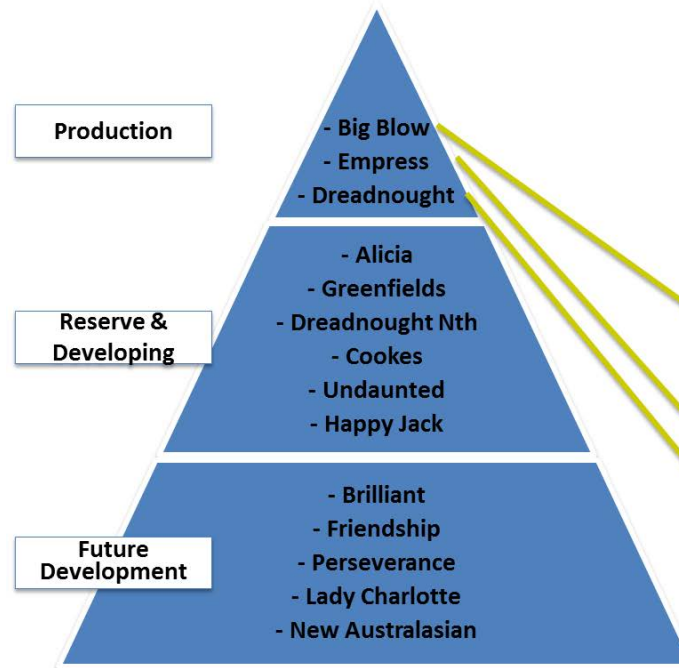 Production
- Big Blow
- Empress
- Dreadnought
Reserve &
Developing
- Alicia
- Greenfields
- Dreadnought Nth
- Cookes
- Undaunted
- Happy Jack
Future
Development
- Brilliant
- Friendship
- Perseverance
- Lady Charlotte
- New Australasian